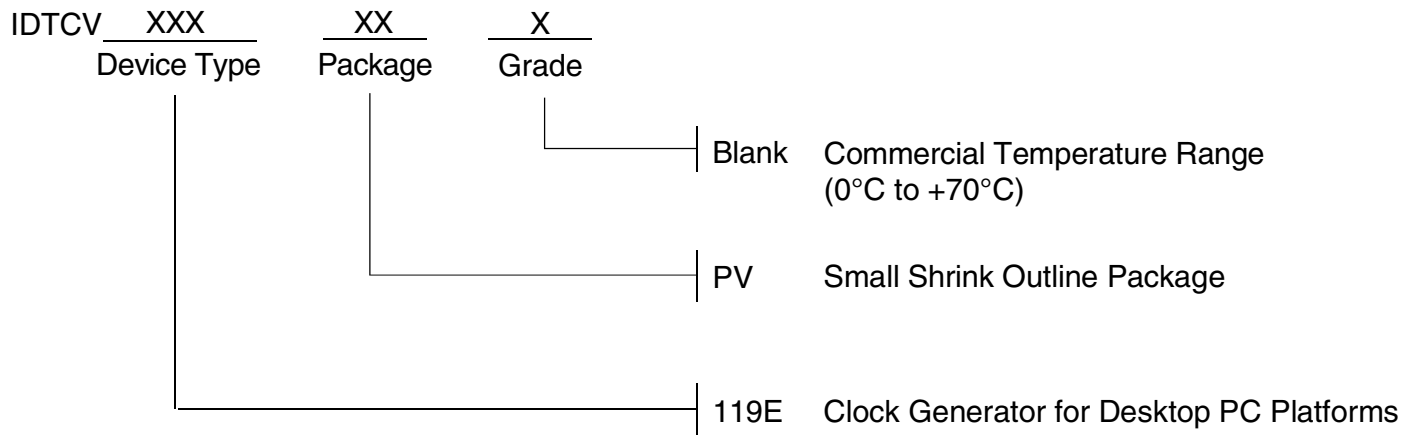 IDTCV XXX XX X
Device Type Package Grade
Blank Commercial Temperature Range
(0°C to +70°C)
PV Small Shrink Outline Package
119E Clock Generator for Desktop PC Platforms